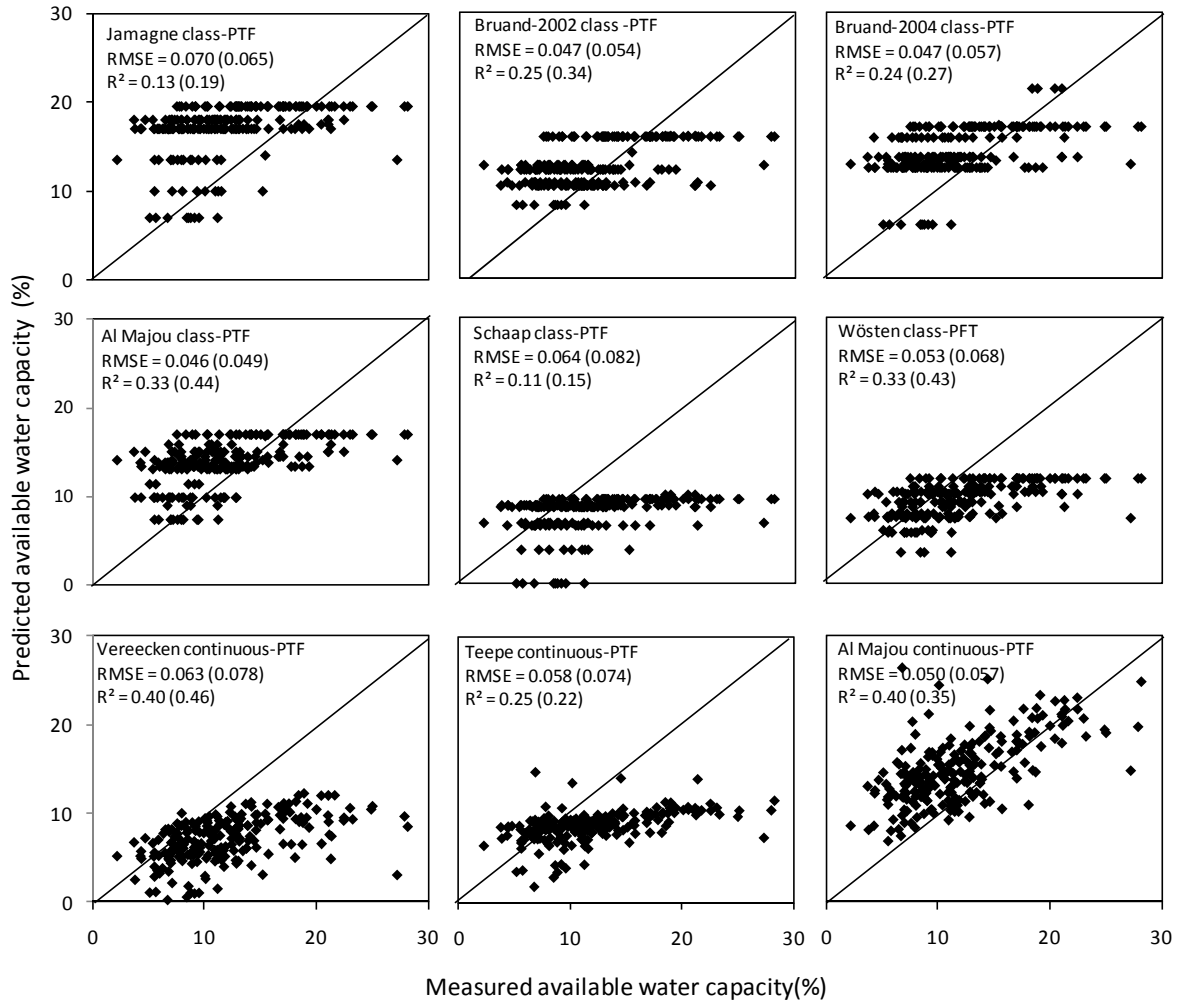 Jamagne class-PTF
RMSE = 0.070 (0.065)
R² = 0.13 (0.19)
Bruand-2002 class -PTF
RMSE = 0.047 (0.054)
R² = 0.25 (0.34)
Bruand-2004 class-PTF
RMSE = 0.047 (0.057)
R² = 0.24 (0.27)
30
20
10
0
Al Majou class-PTF
RMSE = 0.046 (0.049)
R² = 0.33 (0.44)
Schaap class-PTF
RMSE = 0.064 (0.082)
R² = 0.11 (0.15)
Wösten class-PFT
RMSE = 0.053 (0.068)
R² = 0.33 (0.43)
30
20
10
0
Vereecken continuous-PTF
RMSE = 0.063 (0.078)
R² = 0.40 (0.46)
Teepe continuous-PTF
RMSE = 0.058 (0.074)
R² = 0.25 (0.22)
Al Majou continuous-PTF
RMSE = 0.050 (0.057)
R² = 0.40 (0.35)
30
20
10
0
0 10 20 30
0 10 20 30
0 10 20 30
Predicted available water capacity (%)
Measured available water capacity(%)